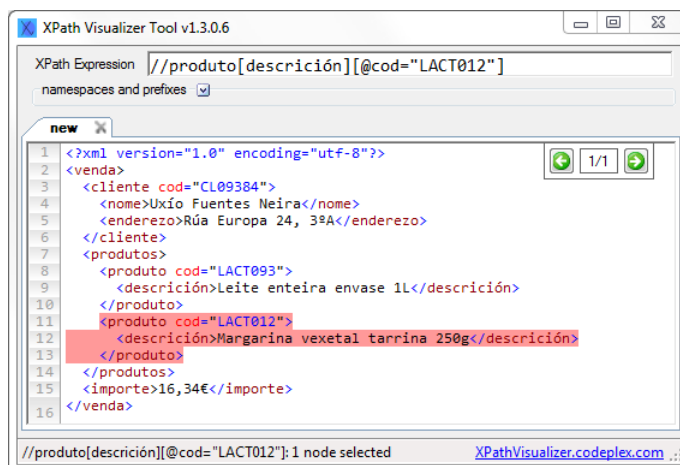 XPath Visualizer Tool v1.3.0.6
XPath Expression //produto[descrición][@cod="LACT012"]
namespaces and prefixes
new
1/1
1 <?xml version="1.0" encoding="utf-8"?>
2 <venda>
3 <cliente cod="CL09384">
4 <nome>Uxío Fuentes Neira</nome>
5 <enderezo>Rúa Europa 24, 3ºA</enderezo>
6 </cliente>
7 <produtos>
8 <produto cod="LACT093">
9 <descrición>Leite enteira envase 1L</descrición>
10 </produto>
11 <produto cod="LACT012">
12 <descrición>Margarina vexetal tarrina 250g</descrición>
13 </produto>
14 </produtos>
15 <importe>16,34€</importe>
16 </venda>
//produto[descrición][@cod="LACT012"]: 1 node selected XPathVisualizer.codeplex.com